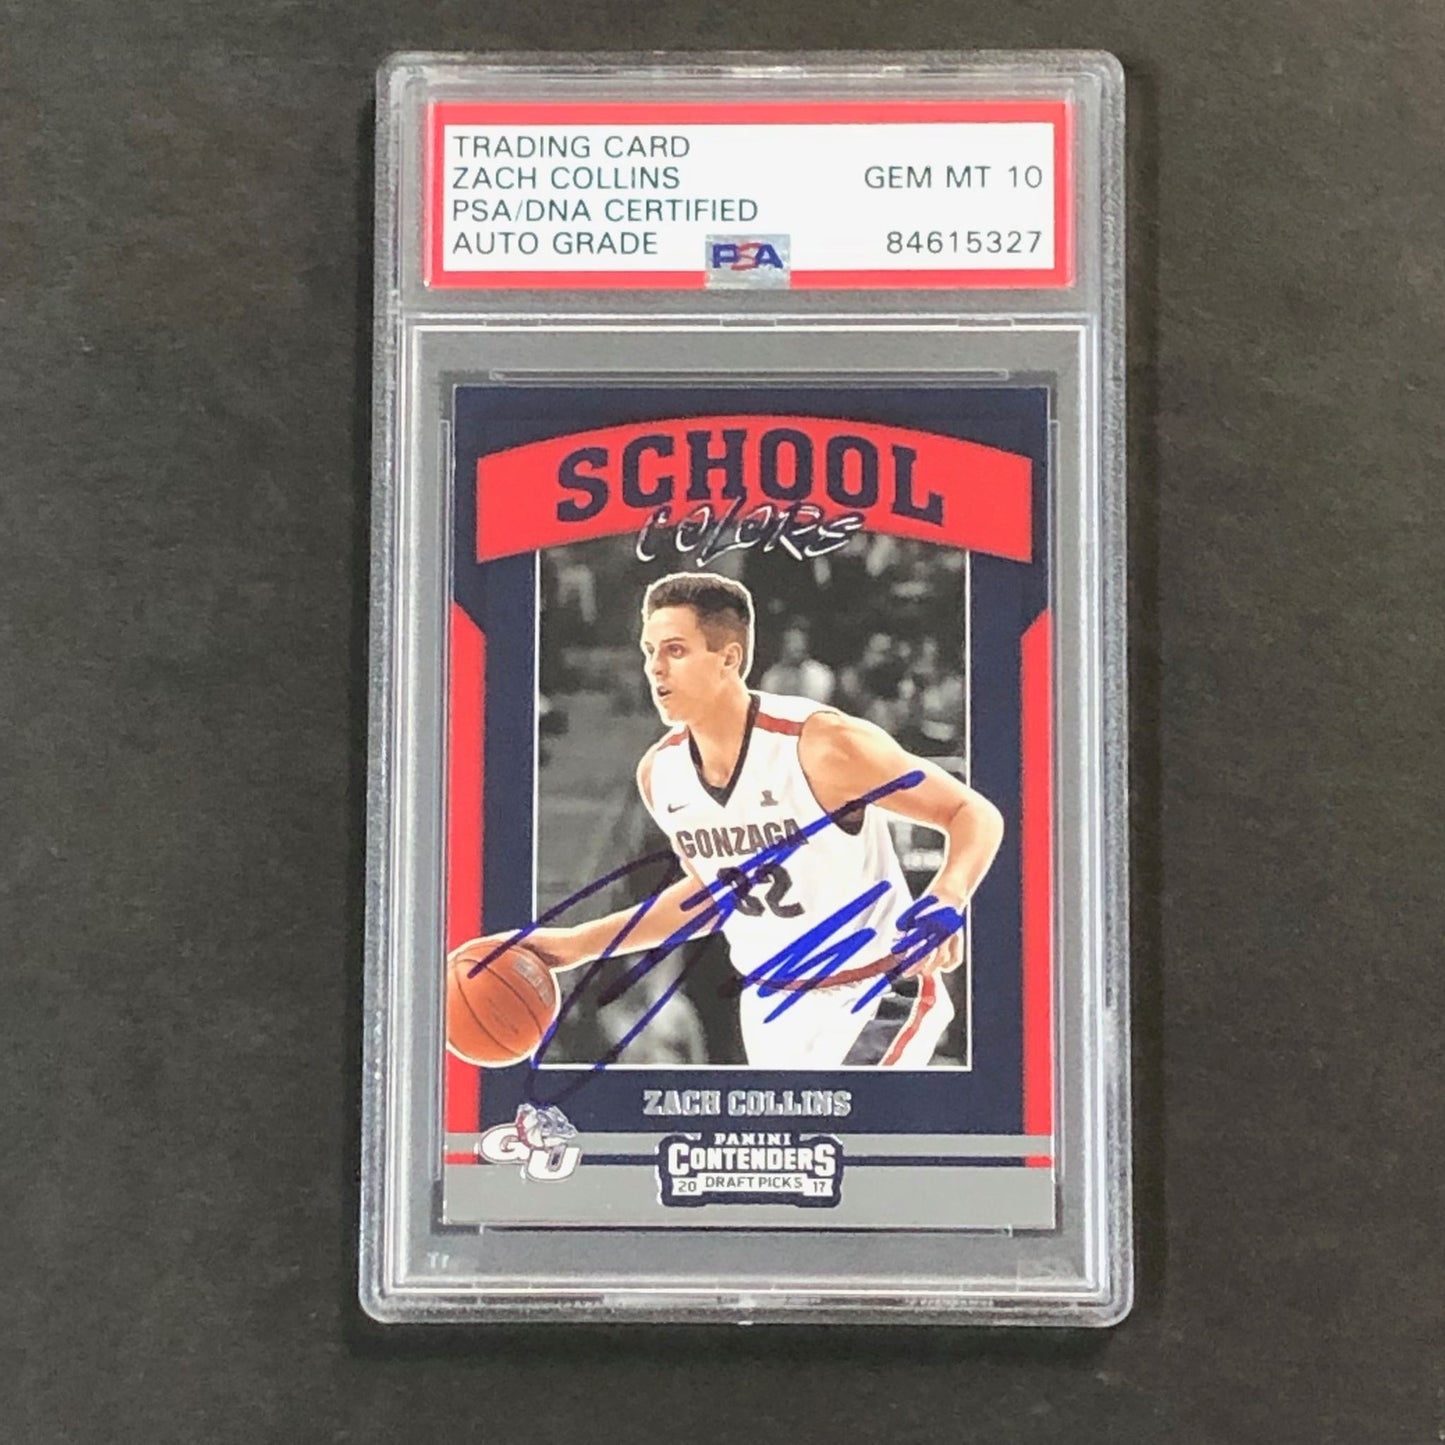 TRADING CARD
ZACH COLLINS GEM MT 10
PSA/DNA CERTIFIED
AUTO GRADE PSA 84615327
SCHOOL
COLORS
GONZAGA
32
ZACH COLLINS
GU
PANINI
CONTENDERS
20 DRAFT PICKS 17